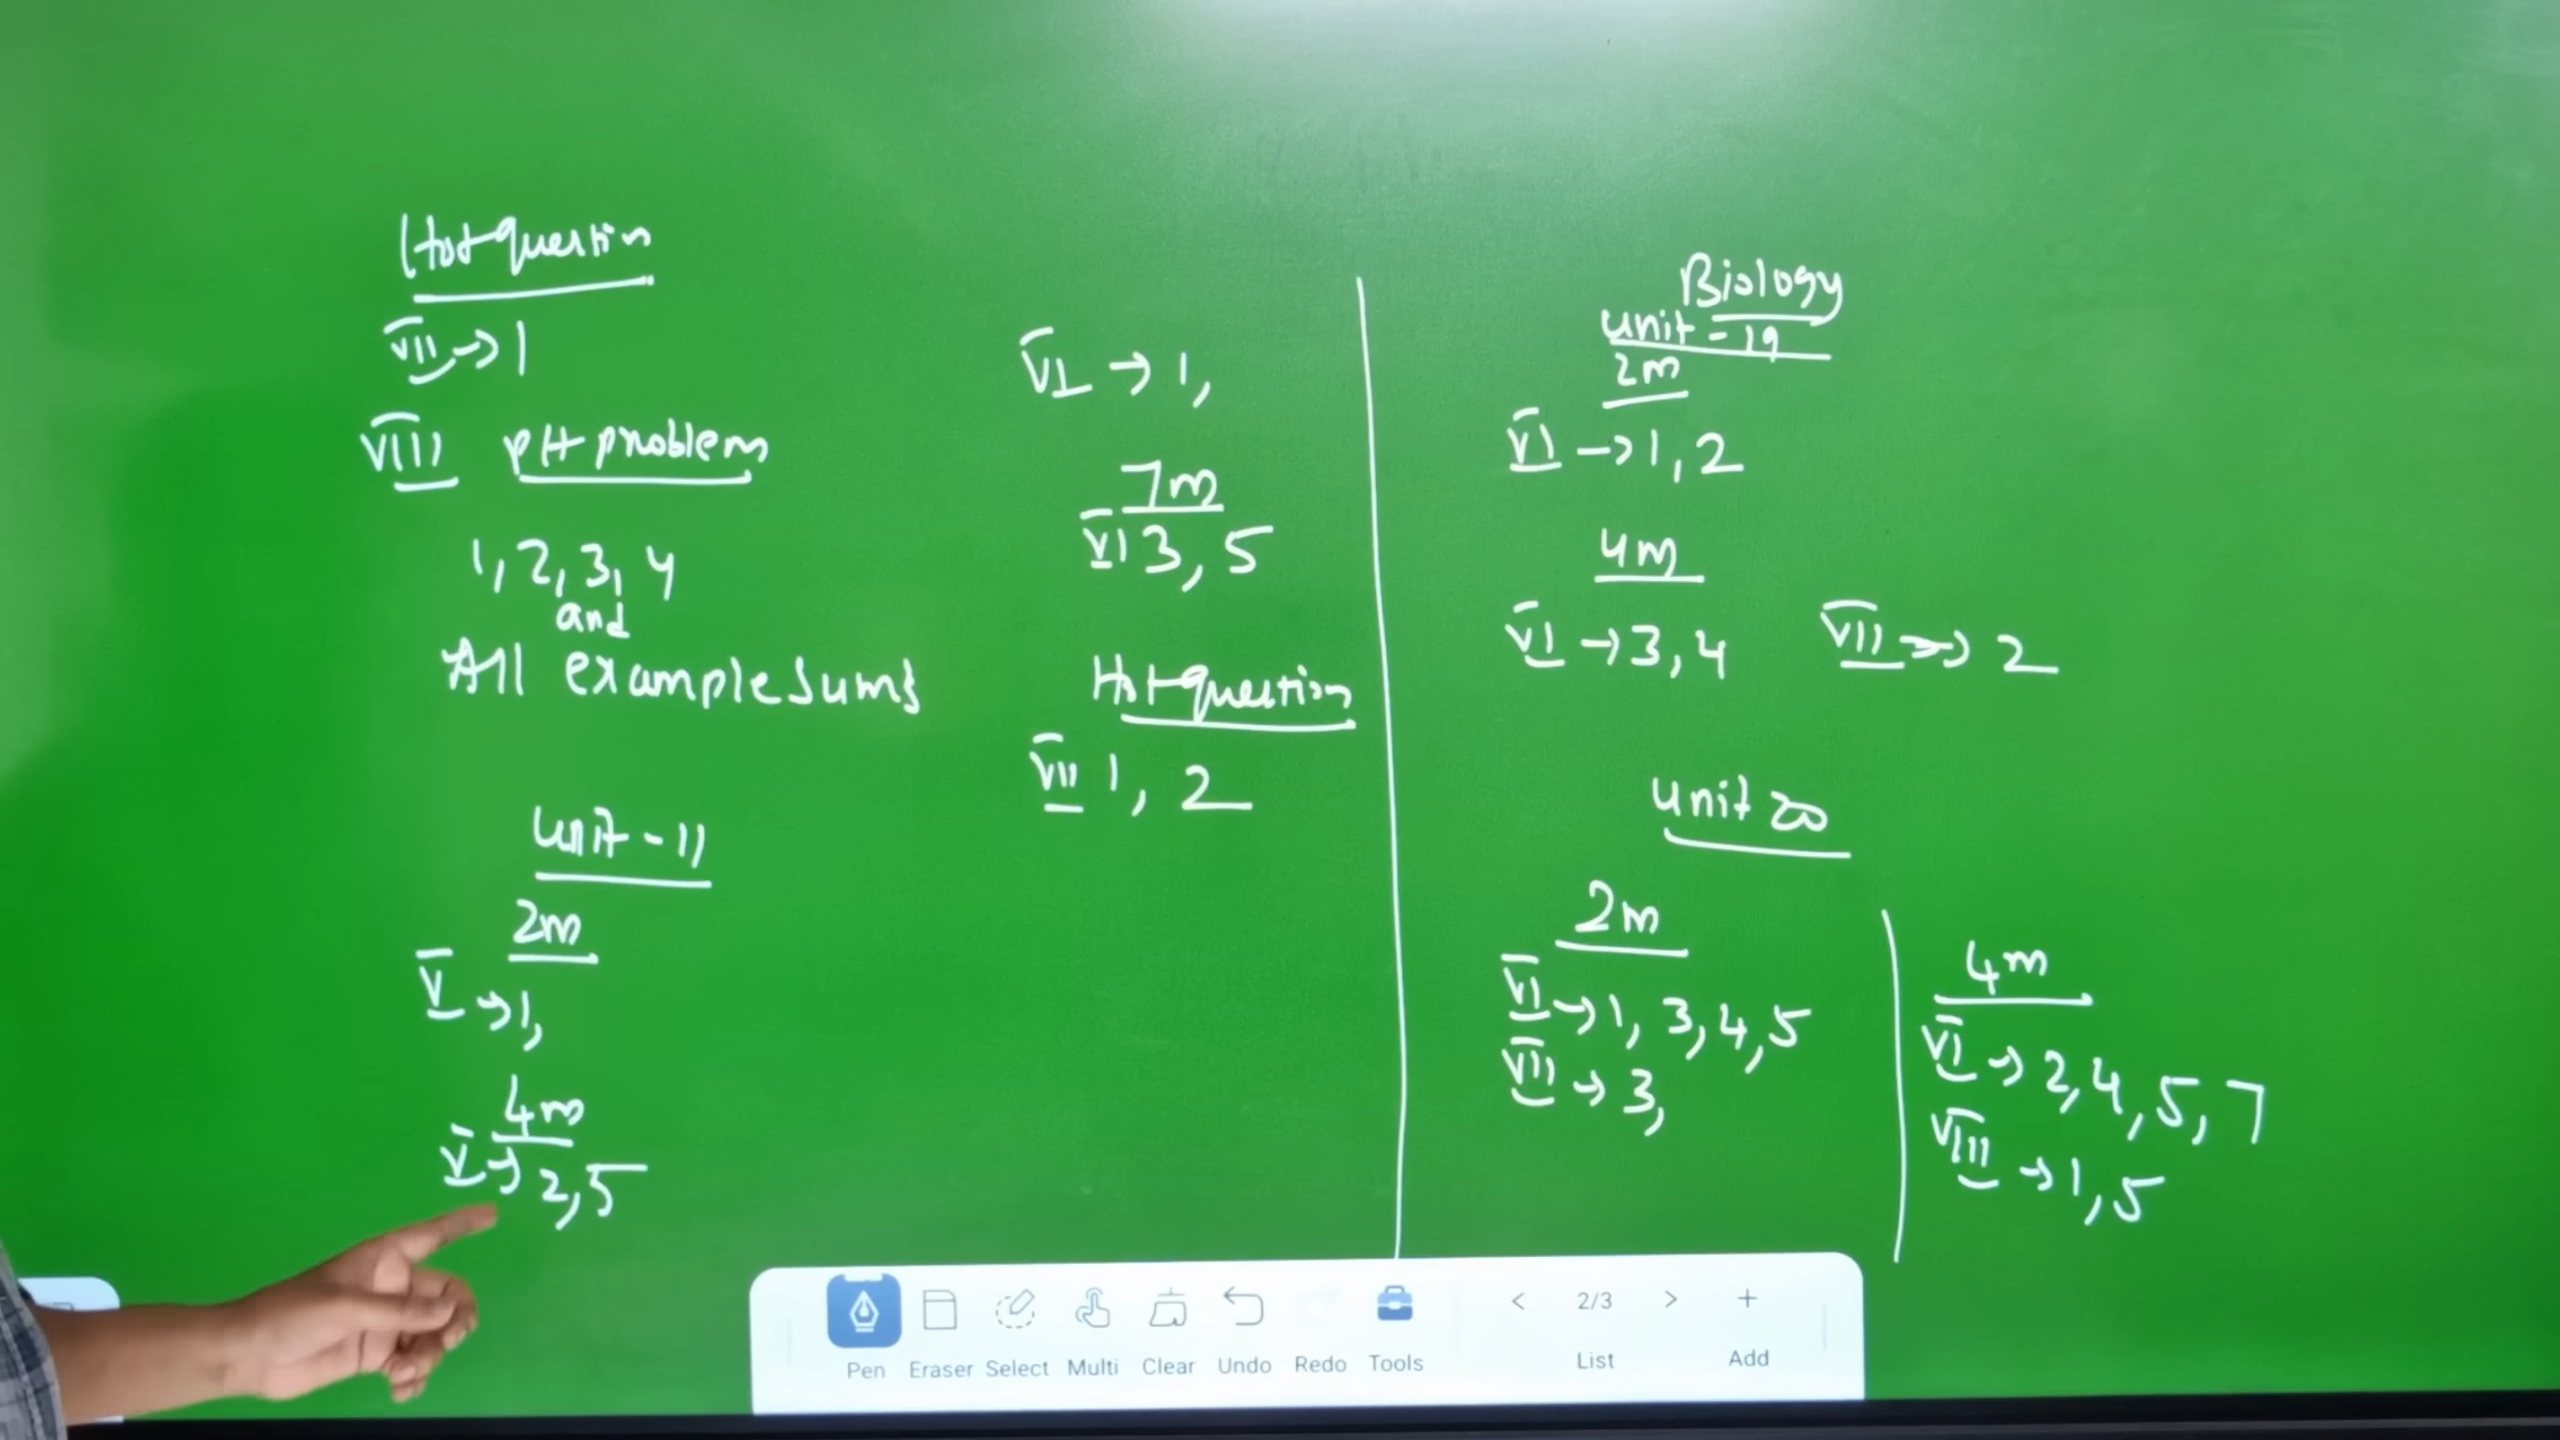 Hot question
VII → 1
VIII pH problem
1, 2, 3, 4
and
All example sums
unit - 11
2m
V → 1,
4m
V → 2, 5
VI → 1,
7m
VI 3, 5
Hot question
VII 1, 2
Biology
unit - 19
2m
VI → 1, 2
4m
VI → 3, 4 VII → 2
unit 20
2m
VI → 1, 3, 4, 5
VII → 3,
4m
VI → 2, 4, 5, 7
VIII → 1, 5
Pen Eraser Select Multi Clear Undo Redo Tools
< 2/3 > +
List Add